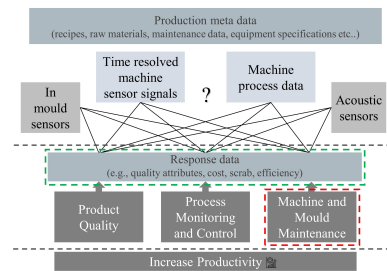 Production meta data
(recipes, raw materials, maintenance data, equipment specifications etc..)
Time resolved
machine
sensor signals
?
Machine
process data
In
mould
sensors
Acoustic
sensors
Response data
(e.g., quality attributes, cost, scrab, efficiency)
Product
Quality
Process
Monitoring
and Control
Machine and
Mould
Maintenance
Increase Productivity